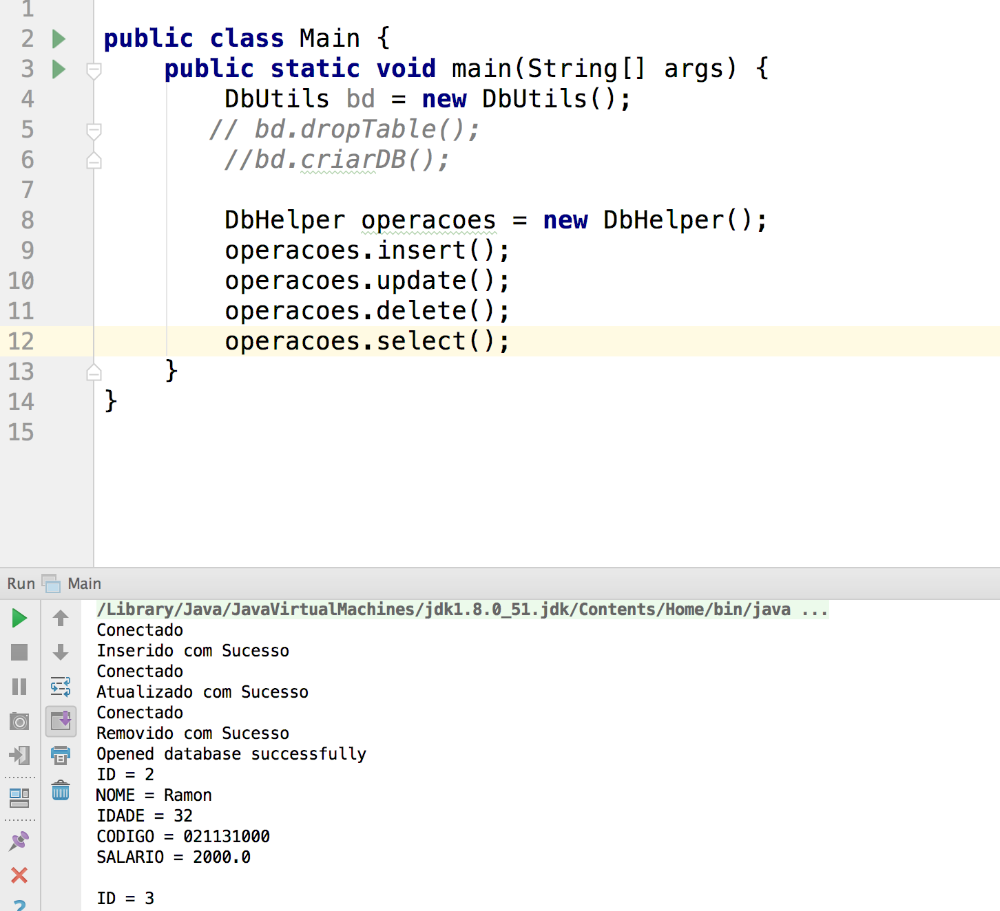 1
2 public class Main {
3 public static void main(String[] args) {
4 DbUtils bd = new DbUtils();
5 // bd.dropTable();
6 //bd.criarDB();
7
8 DbHelper operacoes = new DbHelper();
9 operacoes.insert();
10 operacoes.update();
11 operacoes.delete();
12 operacoes.select();
13 }
14 }
15
Run Main
/Library/Java/JavaVirtualMachines/jdk1.8.0_51.jdk/Contents/Home/bin/java ...
Conectado
Inserido com Sucesso
Conectado
Atualizado com Sucesso
Conectado
Removido com Sucesso
Opened database successfully
ID = 2
NOME = Ramon
IDADE = 32
CODIGO = 021131000
SALARIO = 2000.0
ID = 3